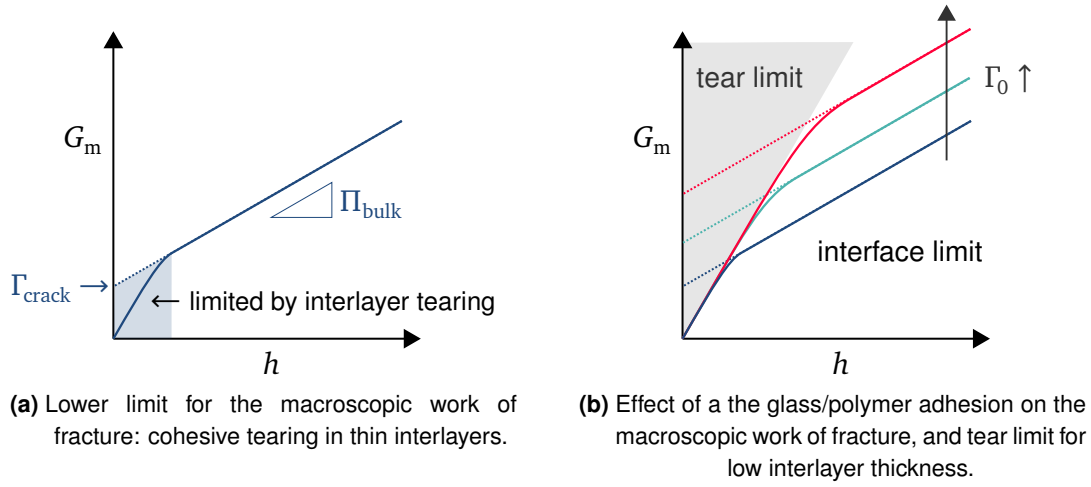 G_m
Π_bulk
Γ_crack →
← limited by interlayer tearing
h
(a) Lower limit for the macroscopic work of
fracture: cohesive tearing in thin interlayers.
tear limit
Γ_0 ↑
G_m
interface limit
h
(b) Effect of a the glass/polymer adhesion on the
macroscopic work of fracture, and tear limit for
low interlayer thickness.